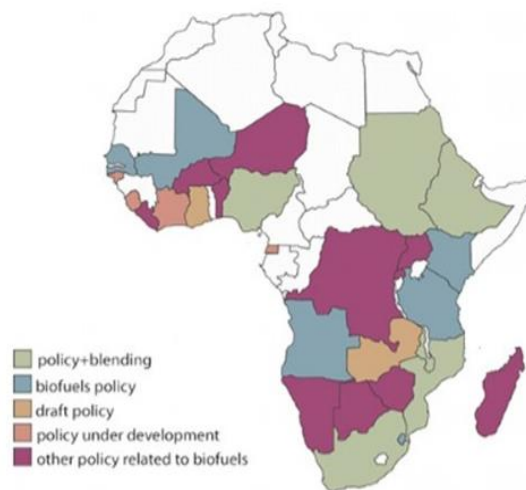 policy+blending
biofuels policy
draft policy
policy under development
other policy related to biofuels